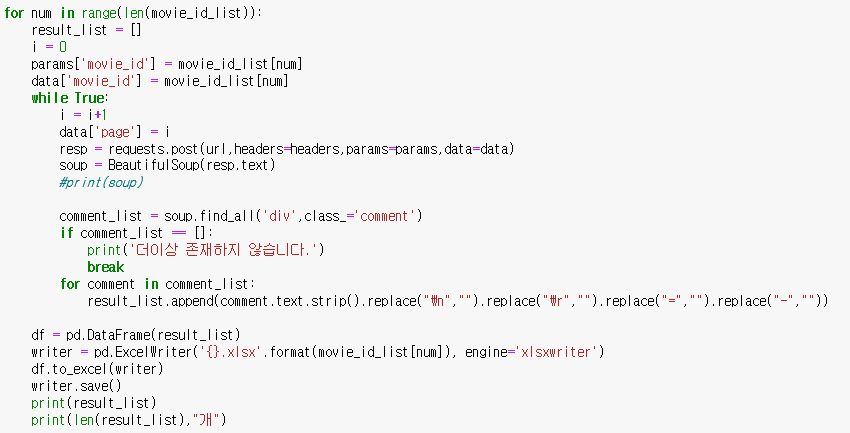 for num in range(len(movie_id_list)):
    result_list = []
    i = 0
    params['movie_id'] = movie_id_list[num]
    data['movie_id'] = movie_id_list[num]
    while True:
        i = i+1
        data['page'] = i
        resp = requests.post(url,headers=headers,params=params,data=data)
        soup = BeautifulSoup(resp.text)
        #print(soup)

        comment_list = soup.find_all('div',class_='comment')
        if comment_list == []:
            print('더이상 존재하지 않습니다.')
            break
        for comment in comment_list:
            result_list.append(comment.text.strip().replace("₩n","").replace("₩r","").replace("=","").replace("-",""))

    df = pd.DataFrame(result_list)
    writer = pd.ExcelWriter('{}.xlsx'.format(movie_id_list[num]), engine='xlsxwriter')
    df.to_excel(writer)
    writer.save()
    print(result_list)
    print(len(result_list),"개")